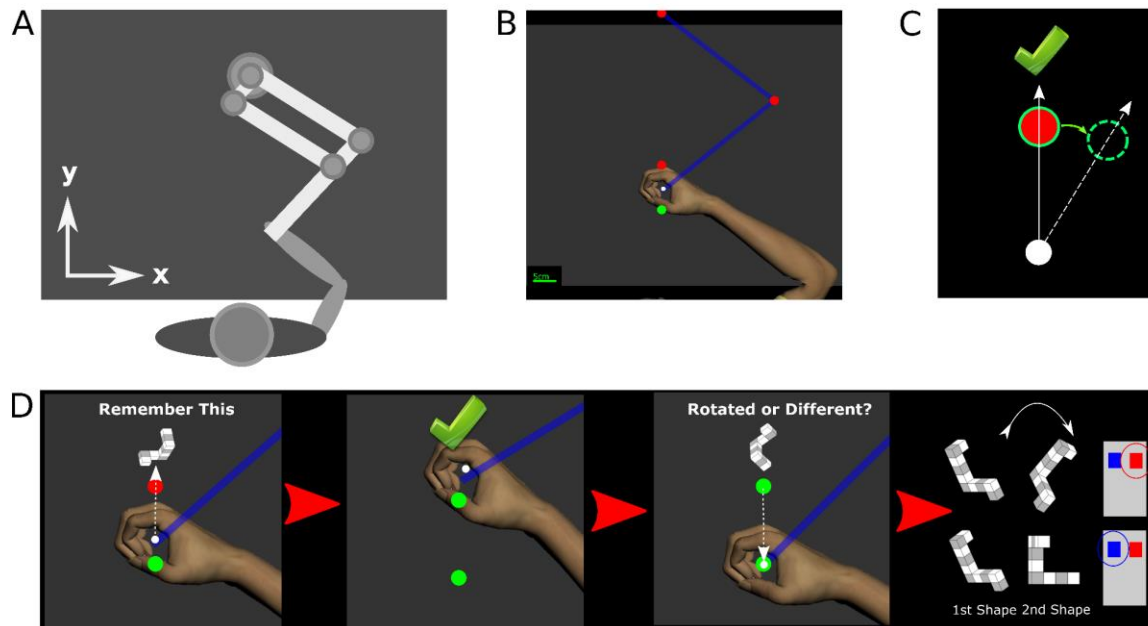 A
B
C
y
x
5cm
D
Remember This
Rotated or Different?
1st Shape 2nd Shape